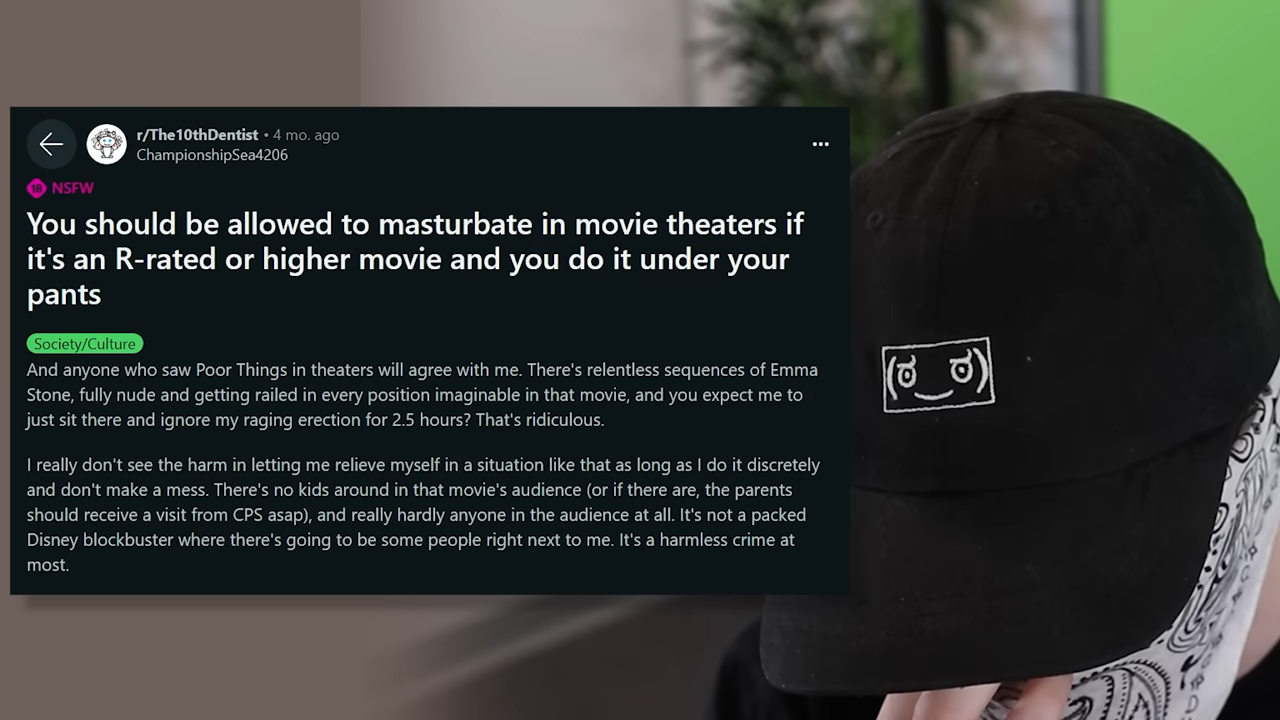 r/The10thDentist • 4 mo. ago
ChampionshipSea4206
18 NSFW
You should be allowed to masturbate in movie theaters if
it's an R-rated or higher movie and you do it under your
pants
Society/Culture
And anyone who saw Poor Things in theaters will agree with me. There's relentless sequences of Emma
Stone, fully nude and getting railed in every position imaginable in that movie, and you expect me to
just sit there and ignore my raging erection for 2.5 hours? That's ridiculous.
I really don't see the harm in letting me relieve myself in a situation like that as long as I do it discretely
and don't make a mess. There's no kids around in that movie's audience (or if there are, the parents
should receive a visit from CPS asap), and really hardly anyone in the audience at all. It's not a packed
Disney blockbuster where there's going to be some people right next to me. It's a harmless crime at
most.